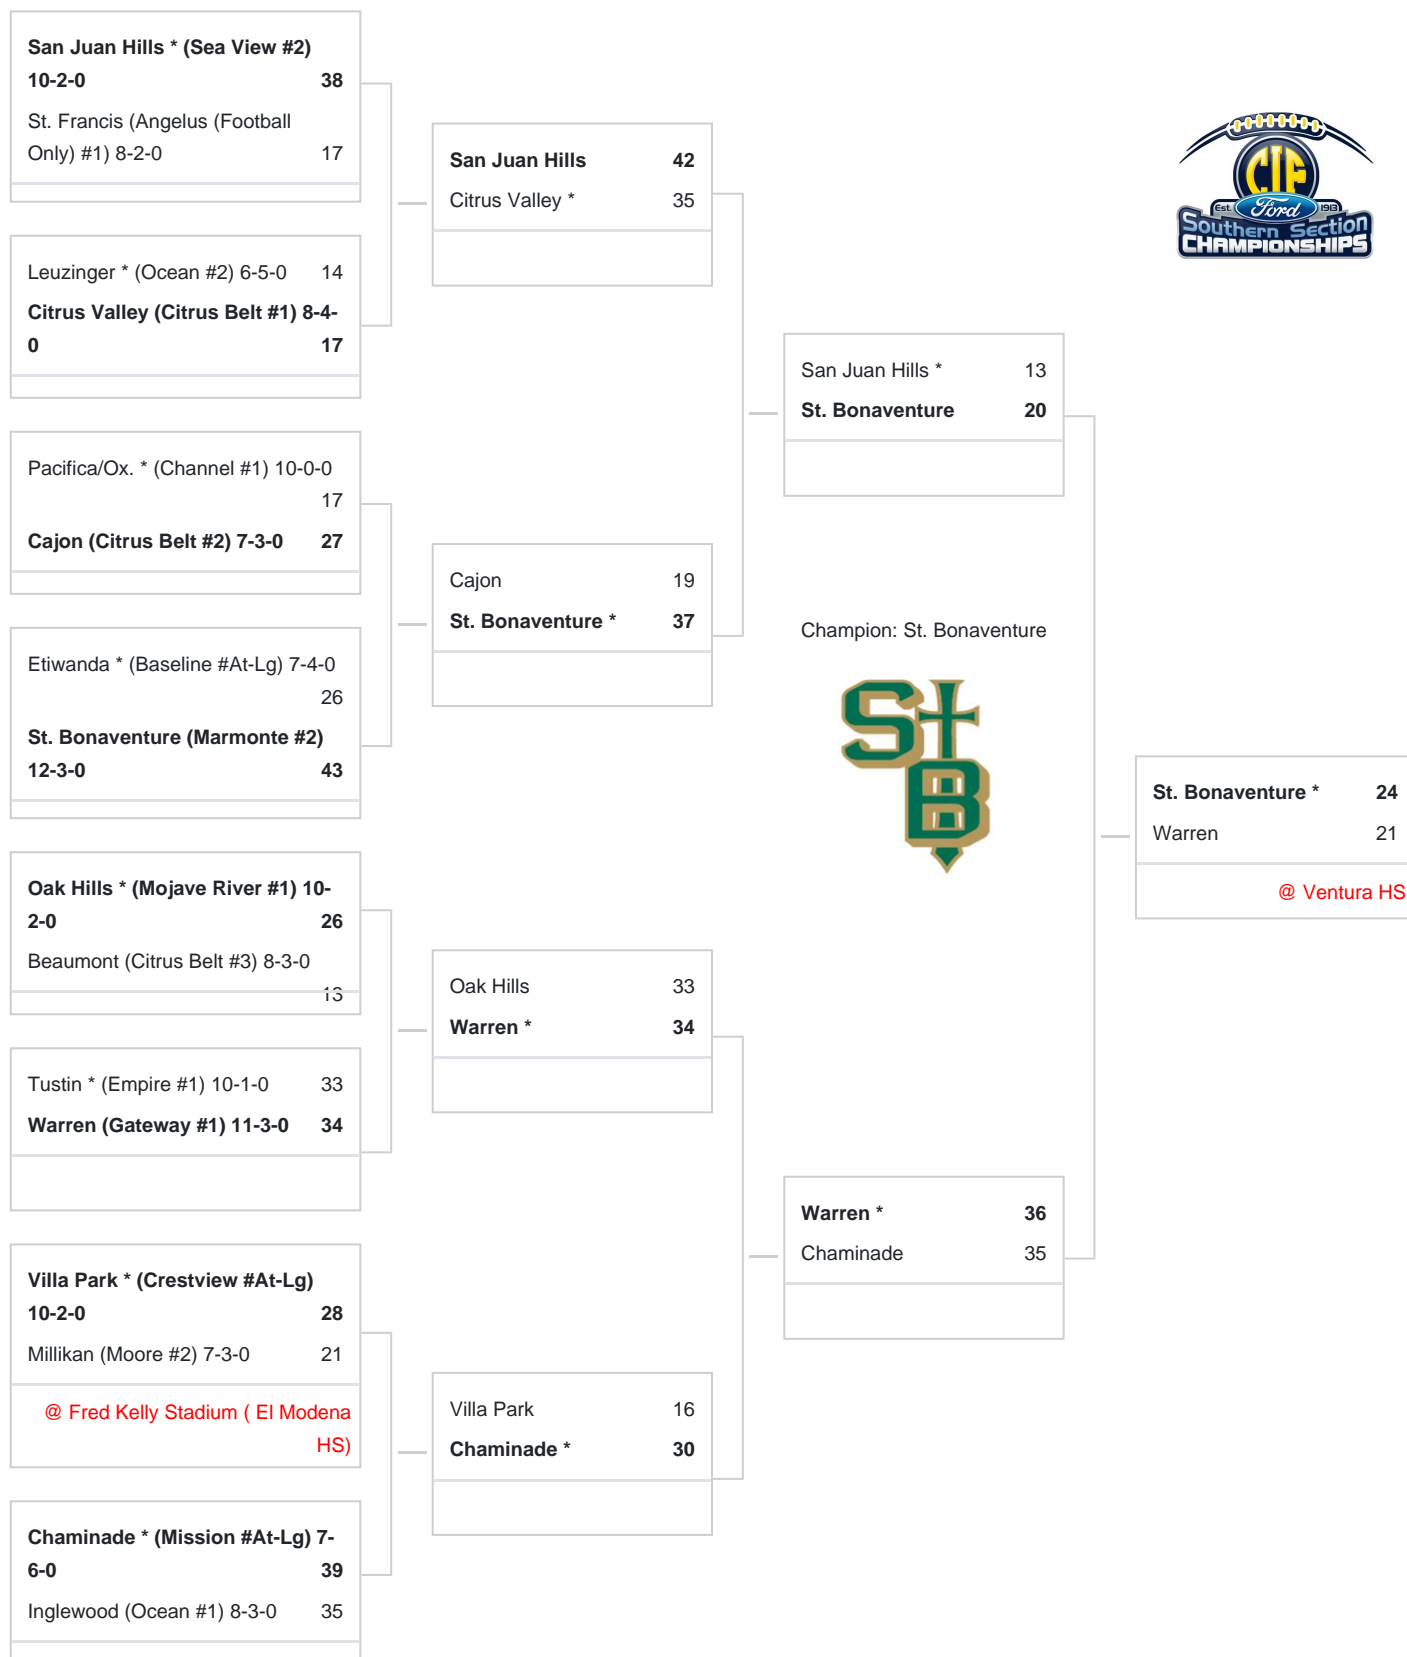 San Juan Hills * (Sea View #2)
10-2-0 38
St. Francis (Angelus (Football
Only) #1) 8-2-0 17
Leuzinger * (Ocean #2) 6-5-0 14
Citrus Valley (Citrus Belt #1) 8-4-
0 17
Pacifica/Ox. * (Channel #1) 10-0-0
17
Cajon (Citrus Belt #2) 7-3-0 27
Etiwanda * (Baseline #At-Lg) 7-4-0
26
St. Bonaventure (Marmonte #2)
12-3-0 43
Oak Hills * (Mojave River #1) 10-
2-0 26
Beaumont (Citrus Belt #3) 8-3-0
13
Tustin * (Empire #1) 10-1-0 33
Warren (Gateway #1) 11-3-0 34
Villa Park * (Crestview #At-Lg)
10-2-0 28
Millikan (Moore #2) 7-3-0 21
@ Fred Kelly Stadium ( El Modena
HS)
Chaminade * (Mission #At-Lg) 7-
6-0 39
Inglewood (Ocean #1) 8-3-0 35
San Juan Hills 42
Citrus Valley * 35
Cajon 19
St. Bonaventure * 37
Oak Hills 33
Warren * 34
Villa Park 16
Chaminade * 30
San Juan Hills * 13
St. Bonaventure 20
Champion: St. Bonaventure
St
B
Warren * 36
Chaminade 35
CIF
Est. Ford 1913
Southern Section
CHAMPIONSHIPS
St. Bonaventure * 24
Warren 21
@ Ventura HS